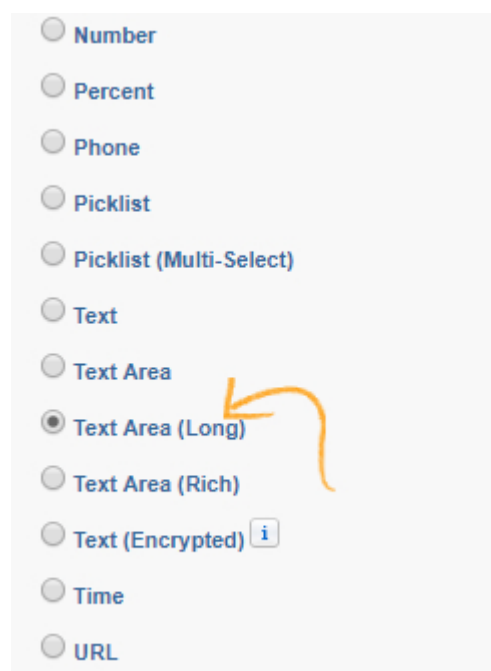 Number
Percent
Phone
Picklist
Picklist (Multi-Select)
Text
Text Area
Text Area (Long)
Text Area (Rich)
Text (Encrypted) i
Time
URL